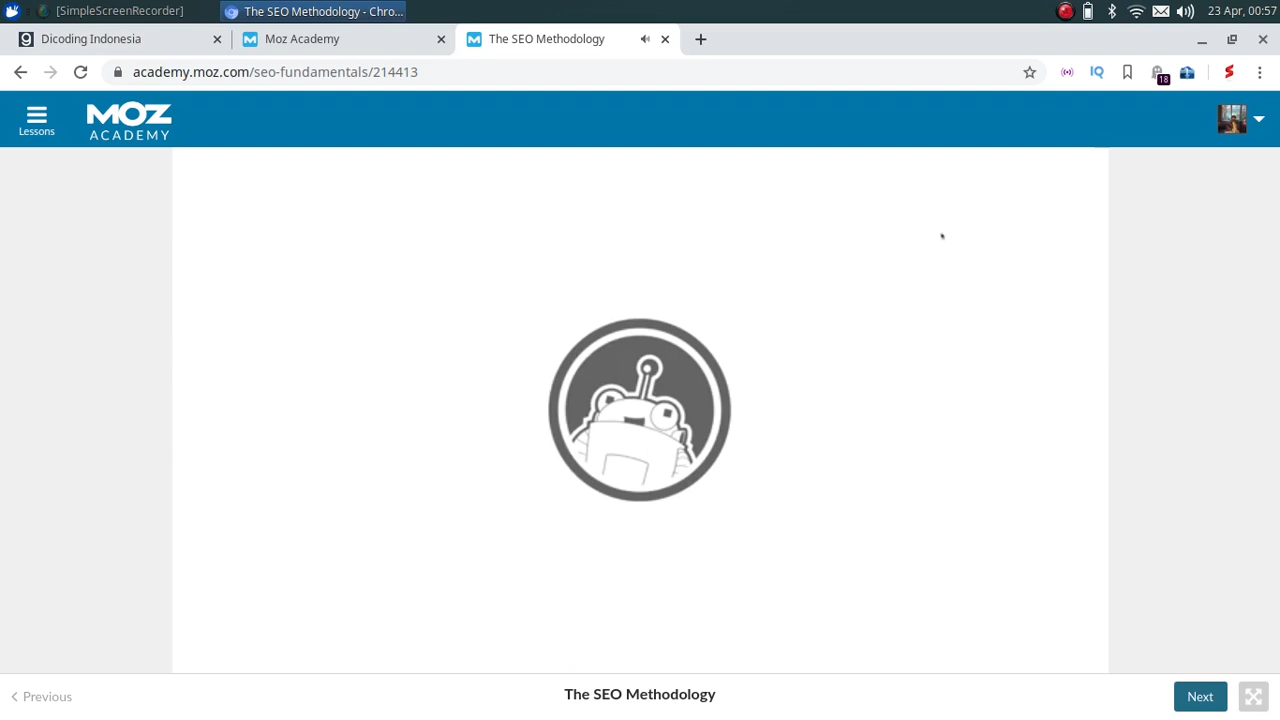 [SimpleScreenRecorder]
The SEO Methodology - Chro...
23 Apr, 00:57
Dicoding Indonesia
Moz Academy
The SEO Methodology
academy.moz.com/seo-fundamentals/214413
IQ
18
Lessons
MOZ
ACADEMY
Previous
The SEO Methodology
Next